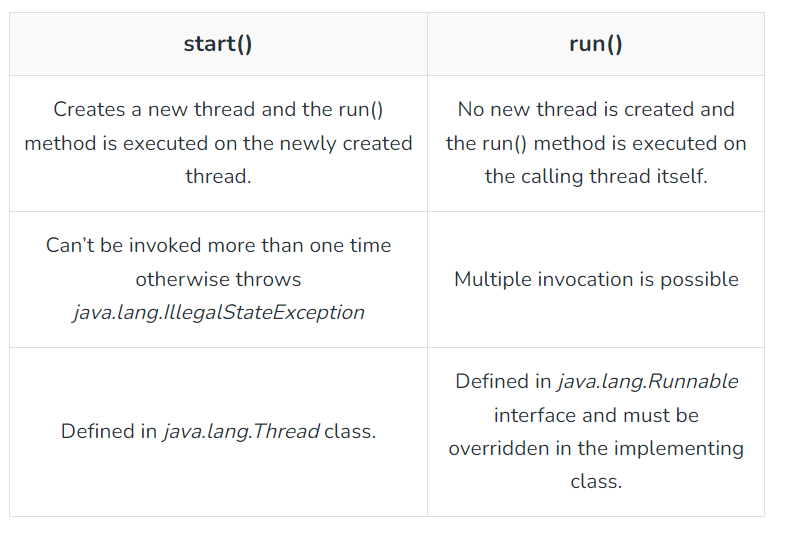 start()
run()
Creates a new thread and the run()
method is executed on the newly created
thread.
No new thread is created and
the run() method is executed on
the calling thread itself.
Can’t be invoked more than one time
otherwise throws
java.lang.IllegalStateException
Multiple invocation is possible
Defined in java.lang.Thread class.
Defined in java.lang.Runnable
interface and must be
overridden in the implementing
class.